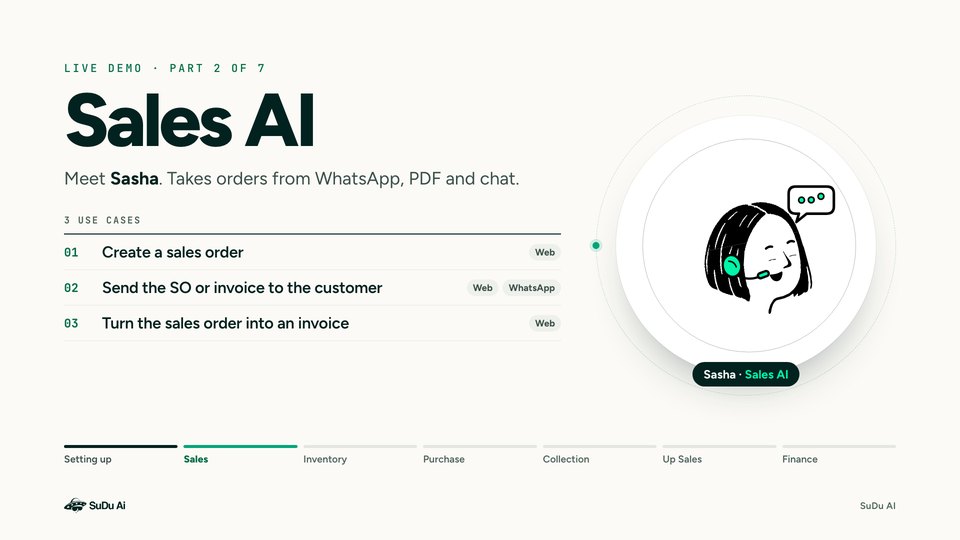 LIVE DEMO · PART 2 OF 7
Sales AI
Meet Sasha. Takes orders from WhatsApp, PDF and chat.
3 USE CASES
01 Create a sales order Web
02 Send the SO or invoice to the customer Web WhatsApp
03 Turn the sales order into an invoice Web
Sasha · Sales AI
Setting up Sales Inventory Purchase Collection Up Sales Finance
SuDu Ai SuDu AI